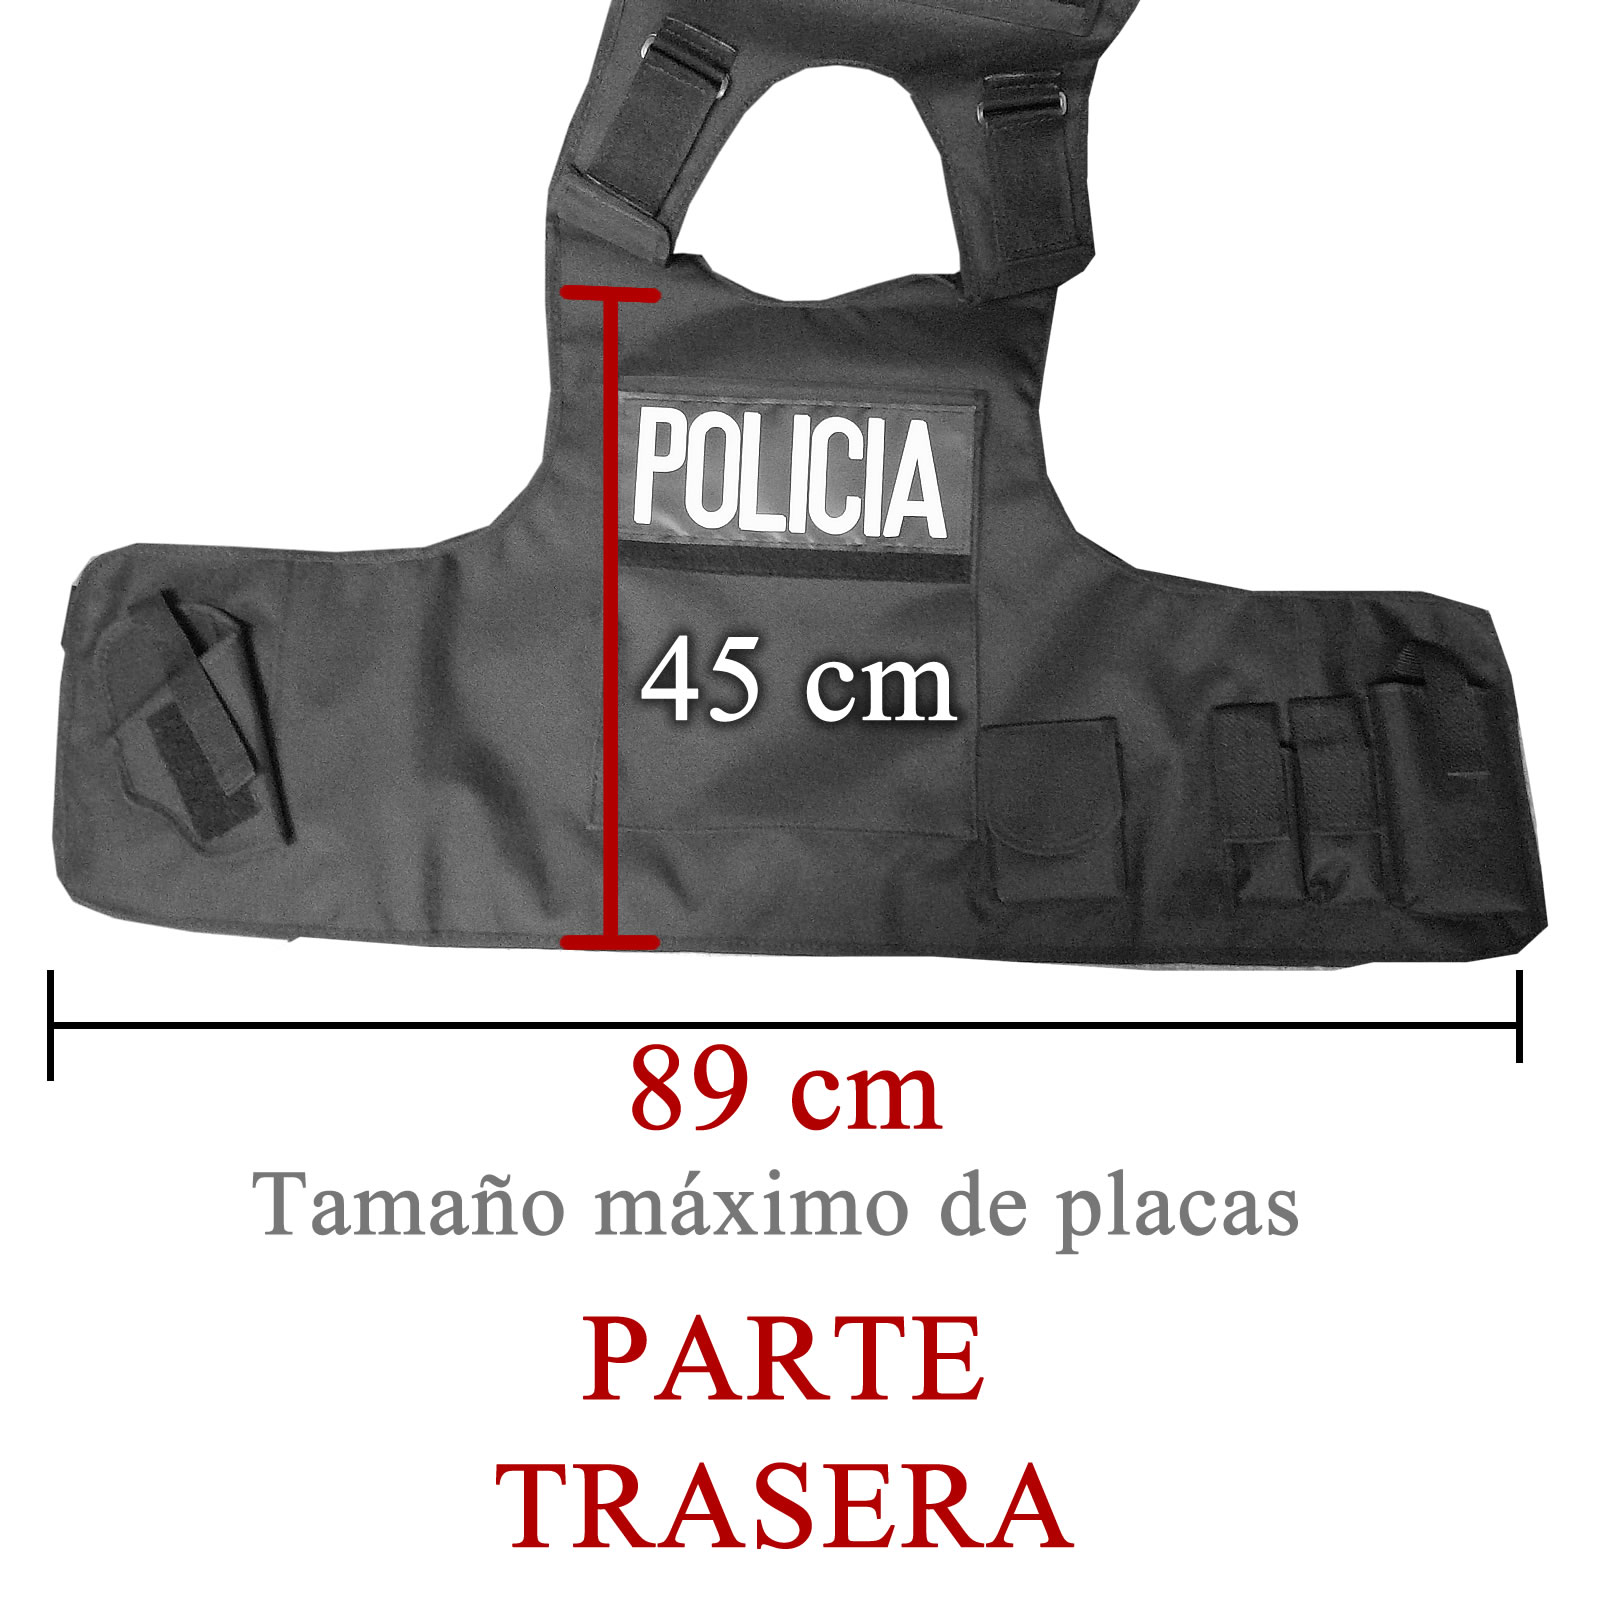 POLICIA
45 cm
89 cm
Tamaño máximo de placas
PARTE
TRASERA